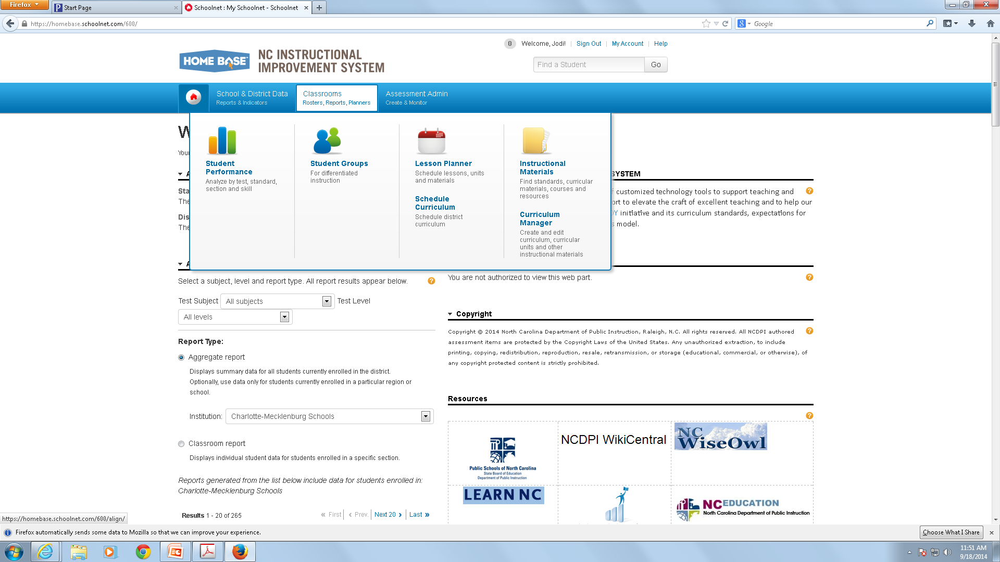 Firefox
Start Page
Schoolnet : My Schoolnet - Schoolnet
https://homebase.schoolnet.com/600/
Google
0 Welcome, Jodi! | Sign Out | My Account | Help
HOME BASE
NC INSTRUCTIONAL
IMPROVEMENT SYSTEM
Find a Student
Go
School & District Data
Reports & Indicators
Classrooms
Rosters, Reports, Planners
Assessment Admin
Create & Monitor
W
Your
Student
Performance
Analyze by test, standard,
section and skill
Student Groups
For differentiated
instruction
Lesson Planner
Schedule lessons, units
and materials
Schedule
Curriculum
Schedule district
curriculum
Instructional
Materials
Find standards, curricular
materials, courses and
resources
Curriculum
Manager
Create and edit
curriculum, curricular
units and other
instructional materials
A
Sta
The
Dis
The
A
SYSTEM
customized technology tools to support teaching and
ort to elevate the craft of excellent teaching and to help our
DY initiative and its curriculum standards, expectations for
s model.
Select a subject, level and report type. All report results appear below.
Test Subject All subjects Test Level
All levels
Report Type:
Aggregate report
Displays summary data for all students currently enrolled in the district.
Optionally, use data only for students currently enrolled in a particular region or
school.
Institution: Charlotte-Mecklenburg Schools
Classroom report
Displays individual student data for students enrolled in a specific section.
Reports generated from the list below include data for students enrolled in:
Charlotte-Mecklenburg Schools
Results 1 - 20 of 265
« First ‹ Prev. Next 20 › Last »
You are not authorized to view this web part.
Copyright
Copyright © 2014 North Carolina Department of Public Instruction, Raleigh, N.C. All rights reserved. All NCDPI authored
assessment items are protected by the Copyright Laws of the United States. Any unauthorized extraction, to include
printing, copying, redistribution, reproduction, resale, retransmission, or storage (educational, commercial, or otherwise), of
any copyright protected content is strictly prohibited.
Resources
Public Schools of North Carolina
State Board of Education
Department of Public Instruction
NCDPI WikiCentral
NC
WiseOwl
LEARN NC
NCEDUCATION
North Carolina Department of Public Instruction
https://homebase.schoolnet.com/600/align/
Firefox automatically sends some data to Mozilla so that we can improve your experience.
Choose What I Share
11:51 AM
9/18/2014